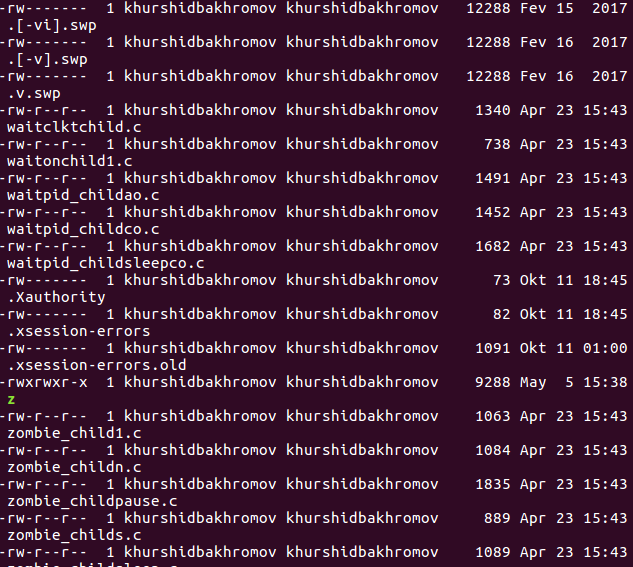 -rw------- 1 khurshidbakhromov khurshidbakhromov 12288 Fev 15 2017
.[-vi].swp
-rw------- 1 khurshidbakhromov khurshidbakhromov 12288 Fev 16 2017
.[-v].swp
-rw------- 1 khurshidbakhromov khurshidbakhromov 12288 Fev 16 2017
.v.swp
-rw-r--r-- 1 khurshidbakhromov khurshidbakhromov 1340 Apr 23 15:43
waitclktchild.c
-rw-r--r-- 1 khurshidbakhromov khurshidbakhromov 738 Apr 23 15:43
waitonchild1.c
-rw-r--r-- 1 khurshidbakhromov khurshidbakhromov 1491 Apr 23 15:43
waitpid_childao.c
-rw-r--r-- 1 khurshidbakhromov khurshidbakhromov 1452 Apr 23 15:43
waitpid_childco.c
-rw-r--r-- 1 khurshidbakhromov khurshidbakhromov 1682 Apr 23 15:43
waitpid_childsleepco.c
-rw------- 1 khurshidbakhromov khurshidbakhromov 73 Okt 11 18:45
.Xauthority
-rw------- 1 khurshidbakhromov khurshidbakhromov 82 Okt 11 18:45
.xsession-errors
-rw------- 1 khurshidbakhromov khurshidbakhromov 1091 Okt 11 01:00
.xsession-errors.old
-rwxrwxr-x 1 khurshidbakhromov khurshidbakhromov 9288 May 5 15:38
z
-rw-r--r-- 1 khurshidbakhromov khurshidbakhromov 1063 Apr 23 15:43
zombie_child1.c
-rw-r--r-- 1 khurshidbakhromov khurshidbakhromov 1084 Apr 23 15:43
zombie_childn.c
-rw-r--r-- 1 khurshidbakhromov khurshidbakhromov 1835 Apr 23 15:43
zombie_childpause.c
-rw-r--r-- 1 khurshidbakhromov khurshidbakhromov 889 Apr 23 15:43
zombie_childs.c
-rw-r--r-- 1 khurshidbakhromov khurshidbakhromov 1089 Apr 23 15:43